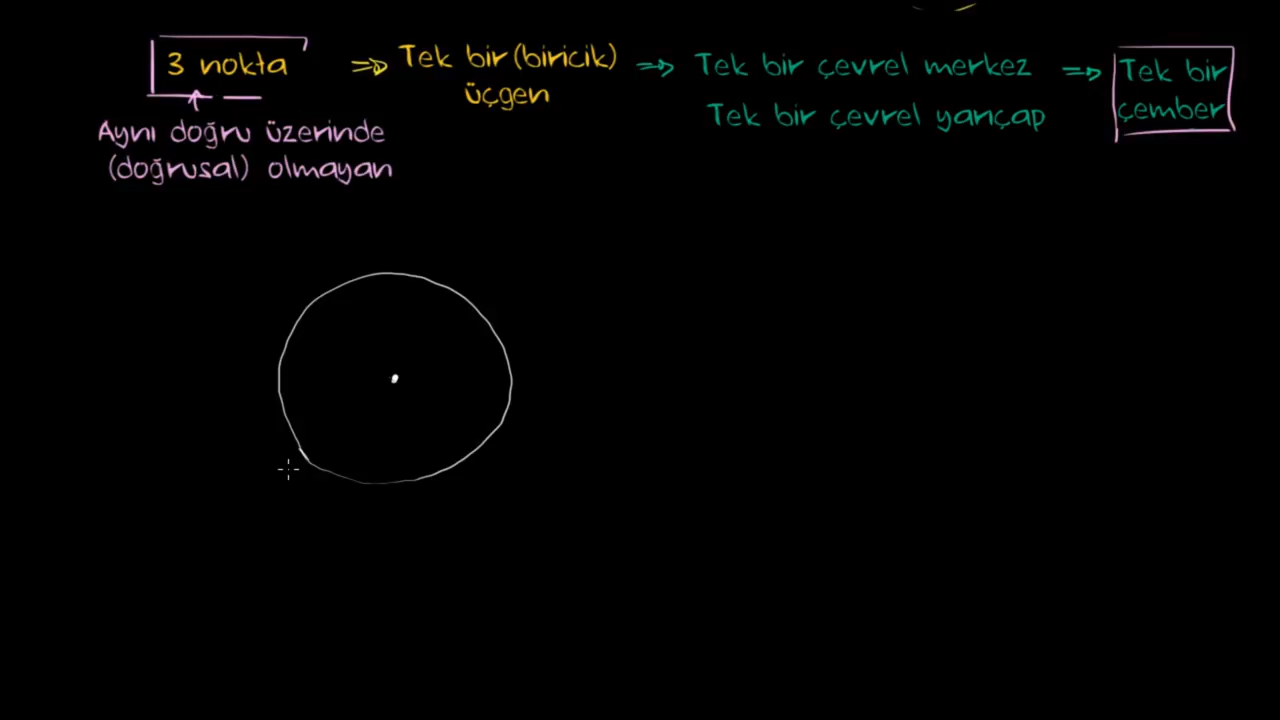 3 nokta ⇒ Tek bir (biricik) ⇒ Tek bir çevrel merkez ⇒ Tek bir
üçgen Tek bir çevrel yarıçap çember
Aynı doğru üzerinde
(doğrusal) olmayan